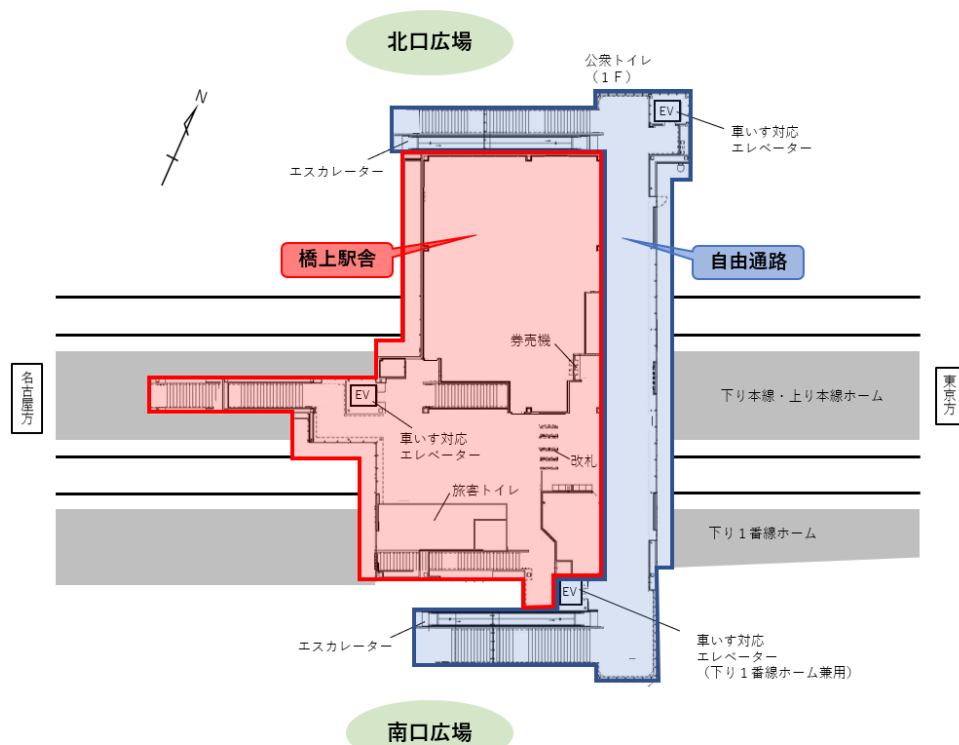 北口広場
公衆トイレ
（１Ｆ）
N
EV
車いす対応
エレベーター
エスカレーター
橋上駅舎
自由通路
券売機
名古屋方
東京方
下り本線・上り本線ホーム
EV
車いす対応
エレベーター
改札
旅客トイレ
下り１番線ホーム
EV
エスカレーター
車いす対応
エレベーター
（下り１番線ホーム兼用）
南口広場